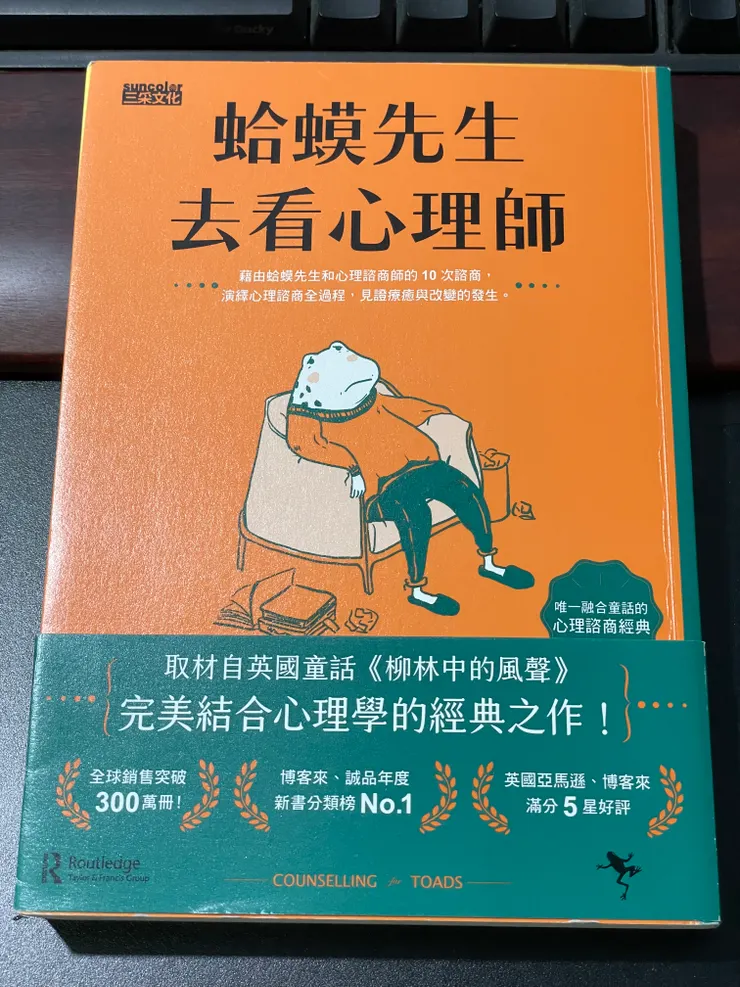 Ducky
suncolor
三采文化
蛤蟆先生
去看心理師
藉由蛤蟆先生和心理諮商師的 10 次諮商，
演繹心理諮商全過程，見證療癒與改變的發生。
唯一融合童話的
心理諮商經典
取材自英國童話《柳林中的風聲》
完美結合心理學的經典之作！
全球銷售突破
300萬冊！
博客來、誠品年度
新書分類榜 No.1
英國亞馬遜、博客來
滿分 5 星好評
Routledge
Taylor & Francis Group
COUNSELLING for TOADS